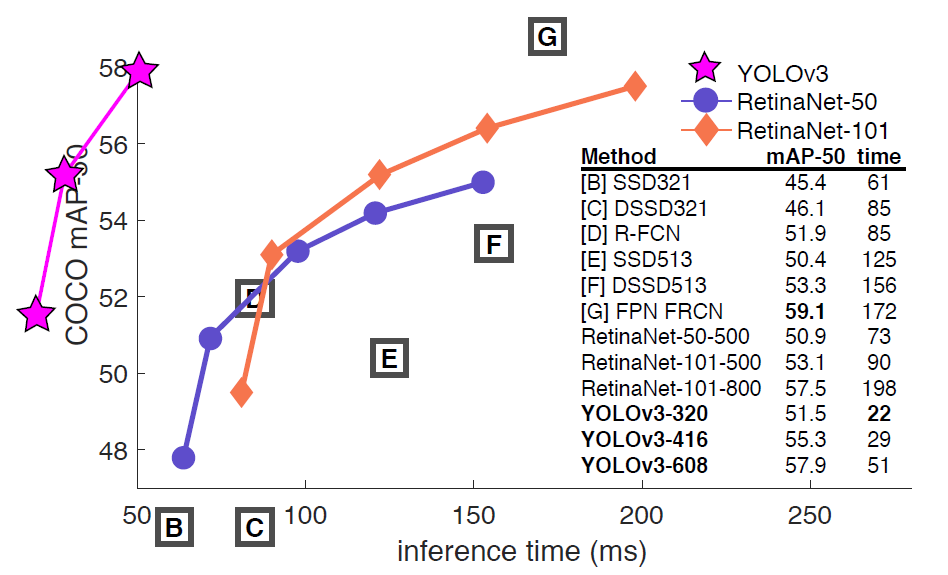 G
58
56
54
52
50
48
COCO mAP-50
D
E
F
YOLOv3
RetinaNet-50
RetinaNet-101
Method mAP-50 time
[B] SSD321 45.4 61
[C] DSSD321 46.1 85
[D] R-FCN 51.9 85
[E] SSD513 50.4 125
[F] DSSD513 53.3 156
[G] FPN FRCN 59.1 172
RetinaNet-50-500 50.9 73
RetinaNet-101-500 53.1 90
RetinaNet-101-800 57.5 198
YOLOv3-320 51.5 22
YOLOv3-416 55.3 29
YOLOv3-608 57.9 51
50 100 150 200 250
B C
inference time (ms)